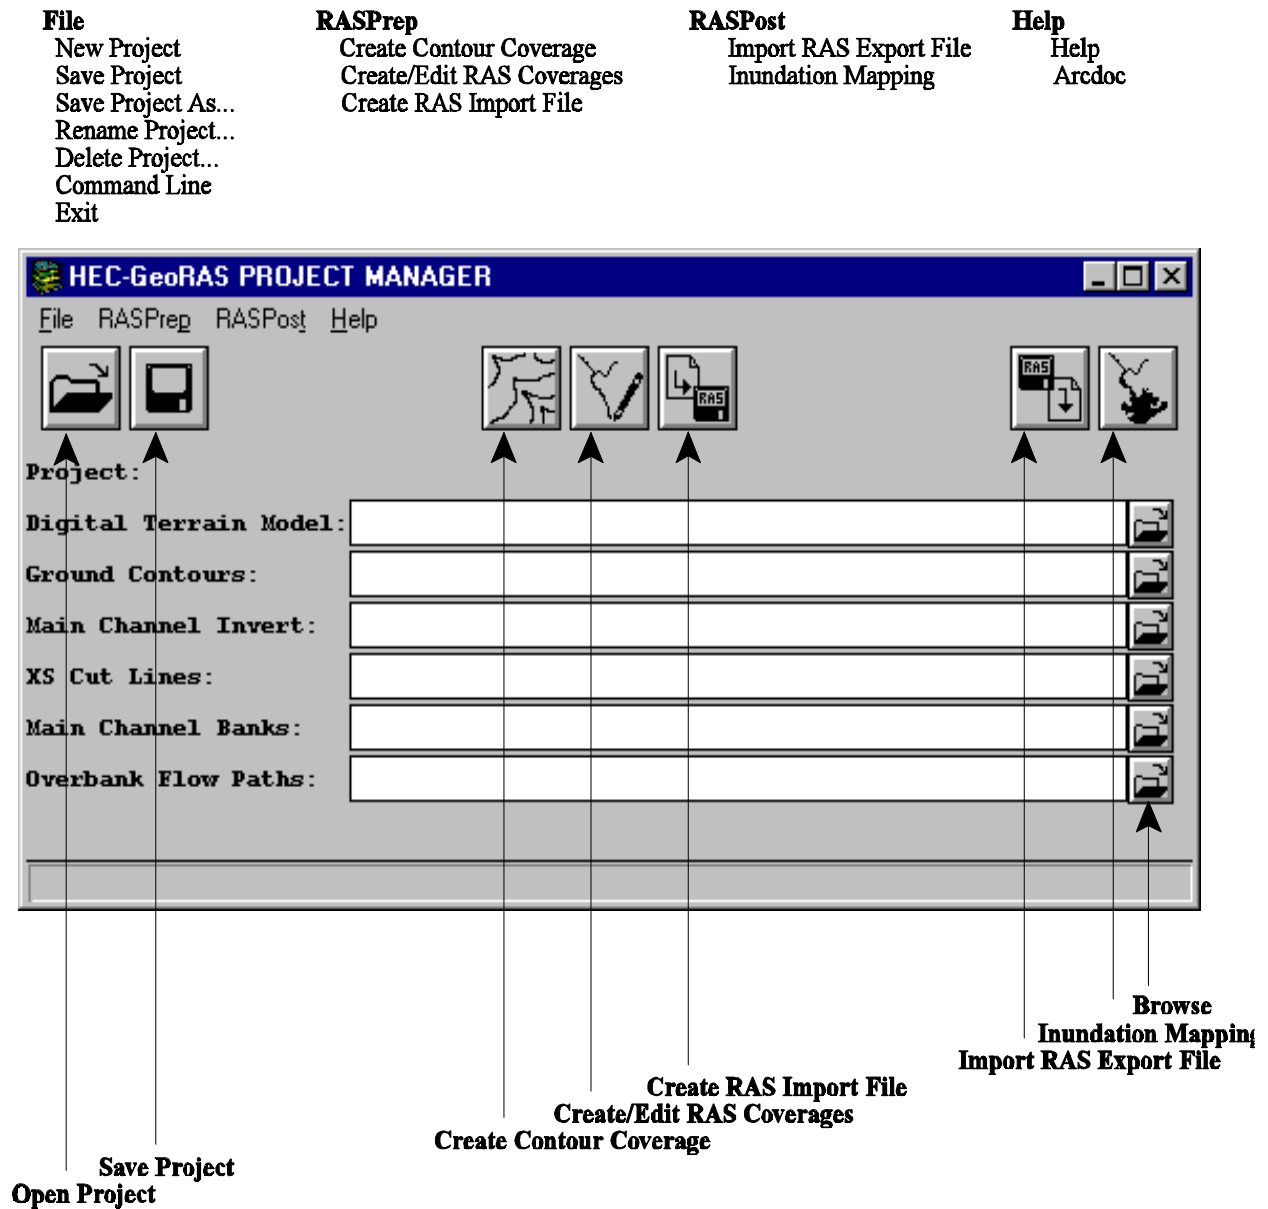 File RASPrep RASPost Help
New Project Create Contour Coverage Import RAS Export File Help
Save Project Create/Edit RAS Coverages Inundation Mapping Arcdoc
Save Project As... Create RAS Import File
Rename Project...
Delete Project...
Command Line
Exit
HEC-GeoRAS PROJECT MANAGER
File RASPrep RASPost Help
RAS RAS
Project:
Digital Terrain Model:
Ground Contours:
Main Channel Invert:
XS Cut Lines:
Main Channel Banks:
Overbank Flow Paths:
Browse
Inundation Mapping
Import RAS Export File
Create RAS Import File
Create/Edit RAS Coverages
Create Contour Coverage
Save Project
Open Project